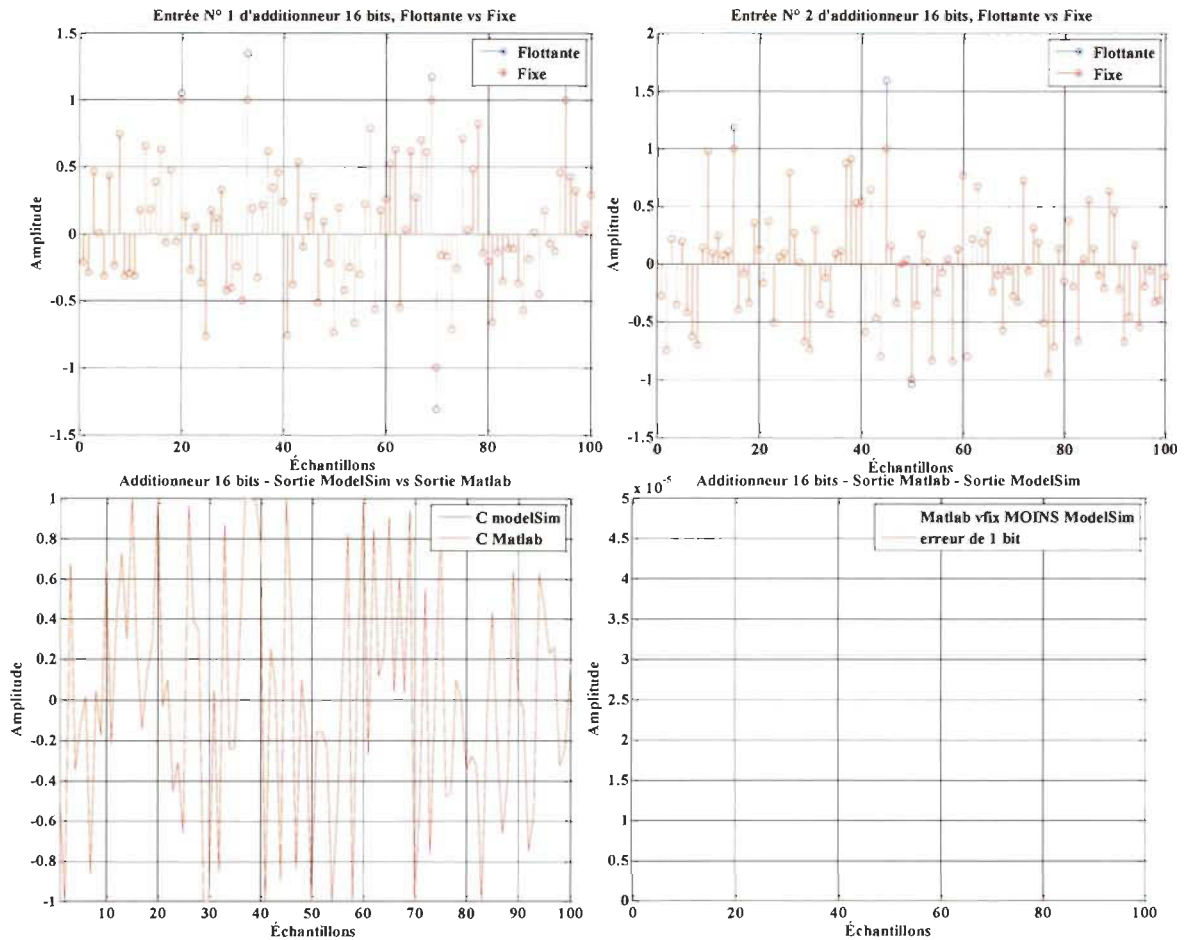 Entrée N° 1 d'additionneur 16 bits, Flottante vs Fixe
1.5
1
0.5
0
-0.5
-1
-1.5
Amplitude
Flottante
Fixe
0 20 40 60 80 100
Échantillons
Entrée N° 2 d'additionneur 16 bits, Flottante vs Fixe
2
1.5
1
0.5
0
-0.5
-1
-1.5
Amplitude
Flottante
Fixe
0 20 40 60 80 100
Échantillons
Additionneur 16 bits - Sortie ModelSim vs Sortie Matlab
1
0.8
0.6
0.4
0.2
0
-0.2
-0.4
-0.6
-0.8
-1
Amplitude
C modelSim
C Matlab
10 20 30 40 50 60 70 80 90 100
Échantillons
Additionneur 16 bits - Sortie Matlab - Sortie ModelSim
x 10⁻⁵
5
4.5
4
3.5
3
2.5
2
1.5
1
0.5
0
Amplitude
Matlab vfix MOINS ModelSim
erreur de 1 bit
0 20 40 60 80 100
Échantillons